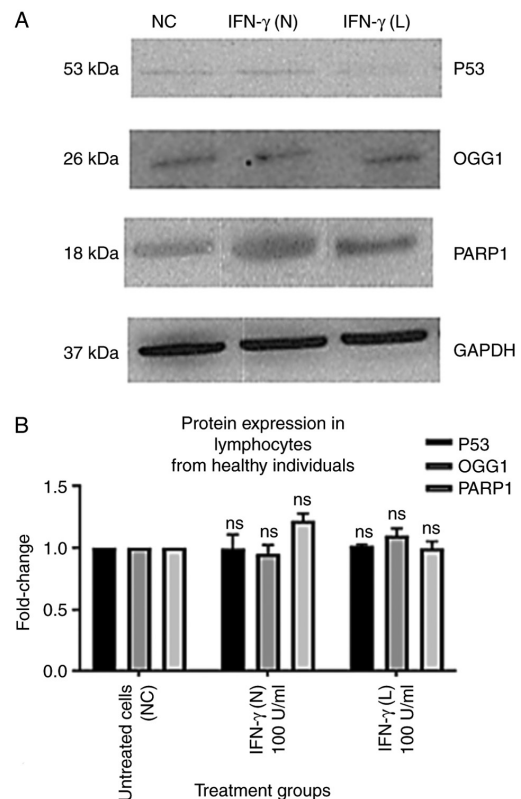 A
NC IFN-γ (N) IFN-γ (L)
53 kDa P53
26 kDa OGG1
18 kDa PARP1
37 kDa GAPDH
B
Protein expression in
lymphocytes
from healthy individuals
P53
OGG1
PARP1
Fold-change
1.5
1.0
0.5
0.0
ns ns ns
ns ns ns
Untreated cells
(NC)
IFN-γ (N)
100 U/ml
IFN-γ (L)
100 U/ml
Treatment groups